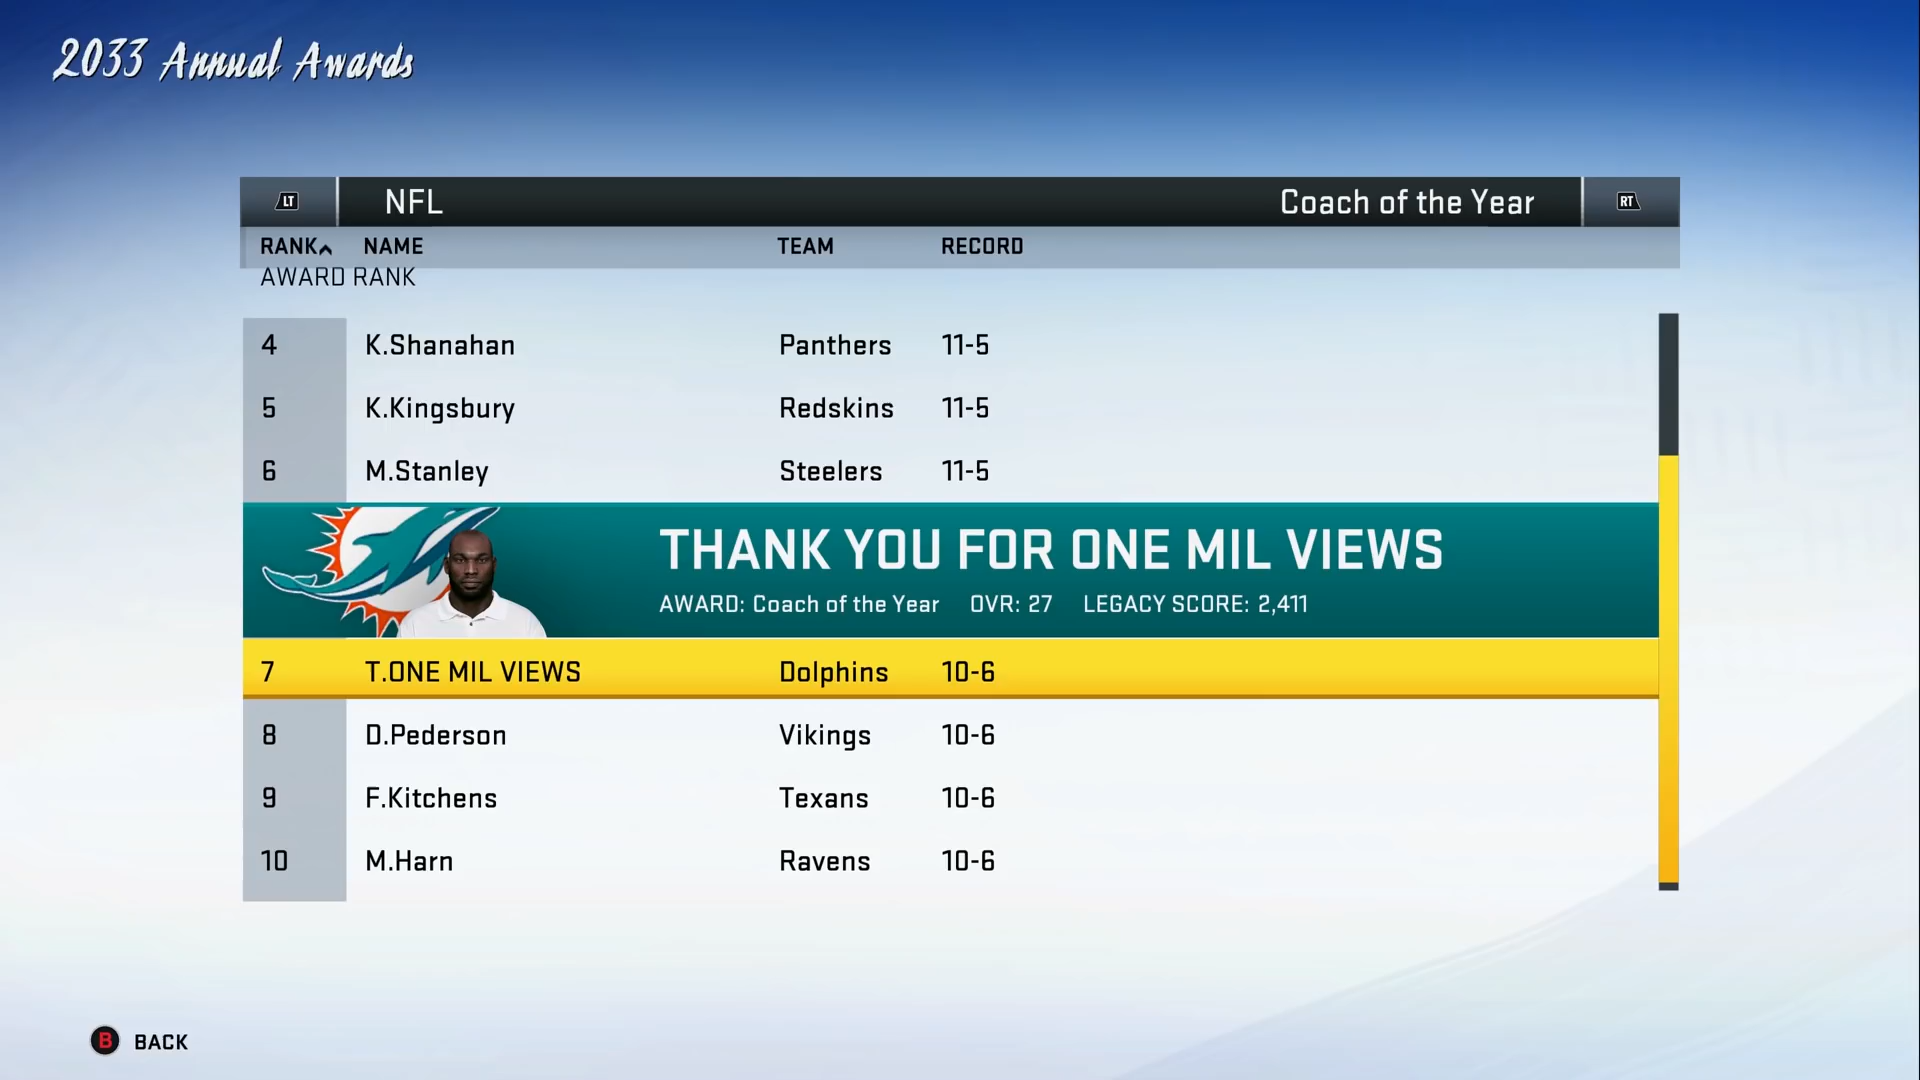 2033 Annual Awards
LT NFL Coach of the Year RT
RANK NAME TEAM RECORD
AWARD RANK
4 K.Shanahan Panthers 11-5
5 K.Kingsbury Redskins 11-5
6 M.Stanley Steelers 11-5
THANK YOU FOR ONE MIL VIEWS
AWARD: Coach of the Year OVR: 27 LEGACY SCORE: 2,411
7 T.ONE MIL VIEWS Dolphins 10-6
8 D.Pederson Vikings 10-6
9 F.Kitchens Texans 10-6
10 M.Harn Ravens 10-6
B BACK